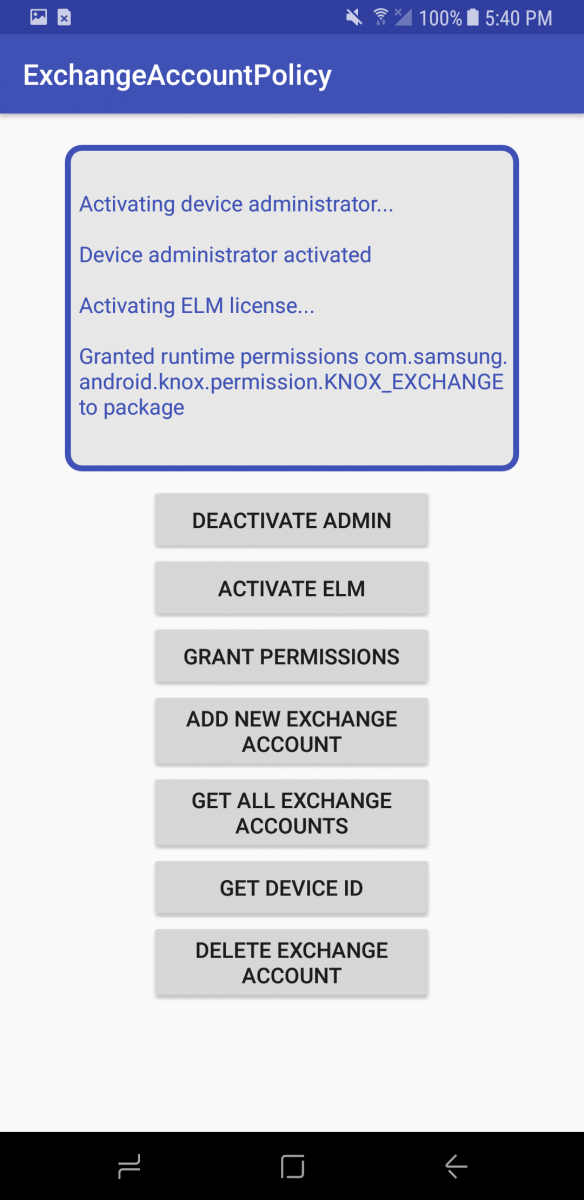 100% 5:40 PM
ExchangeAccountPolicy
Activating device administrator...
Device administrator activated
Activating ELM license...
Granted runtime permissions com.samsung.
android.knox.permission.KNOX_EXCHANGE
to package
DEACTIVATE ADMIN
ACTIVATE ELM
GRANT PERMISSIONS
ADD NEW EXCHANGE
ACCOUNT
GET ALL EXCHANGE
ACCOUNTS
GET DEVICE ID
DELETE EXCHANGE
ACCOUNT